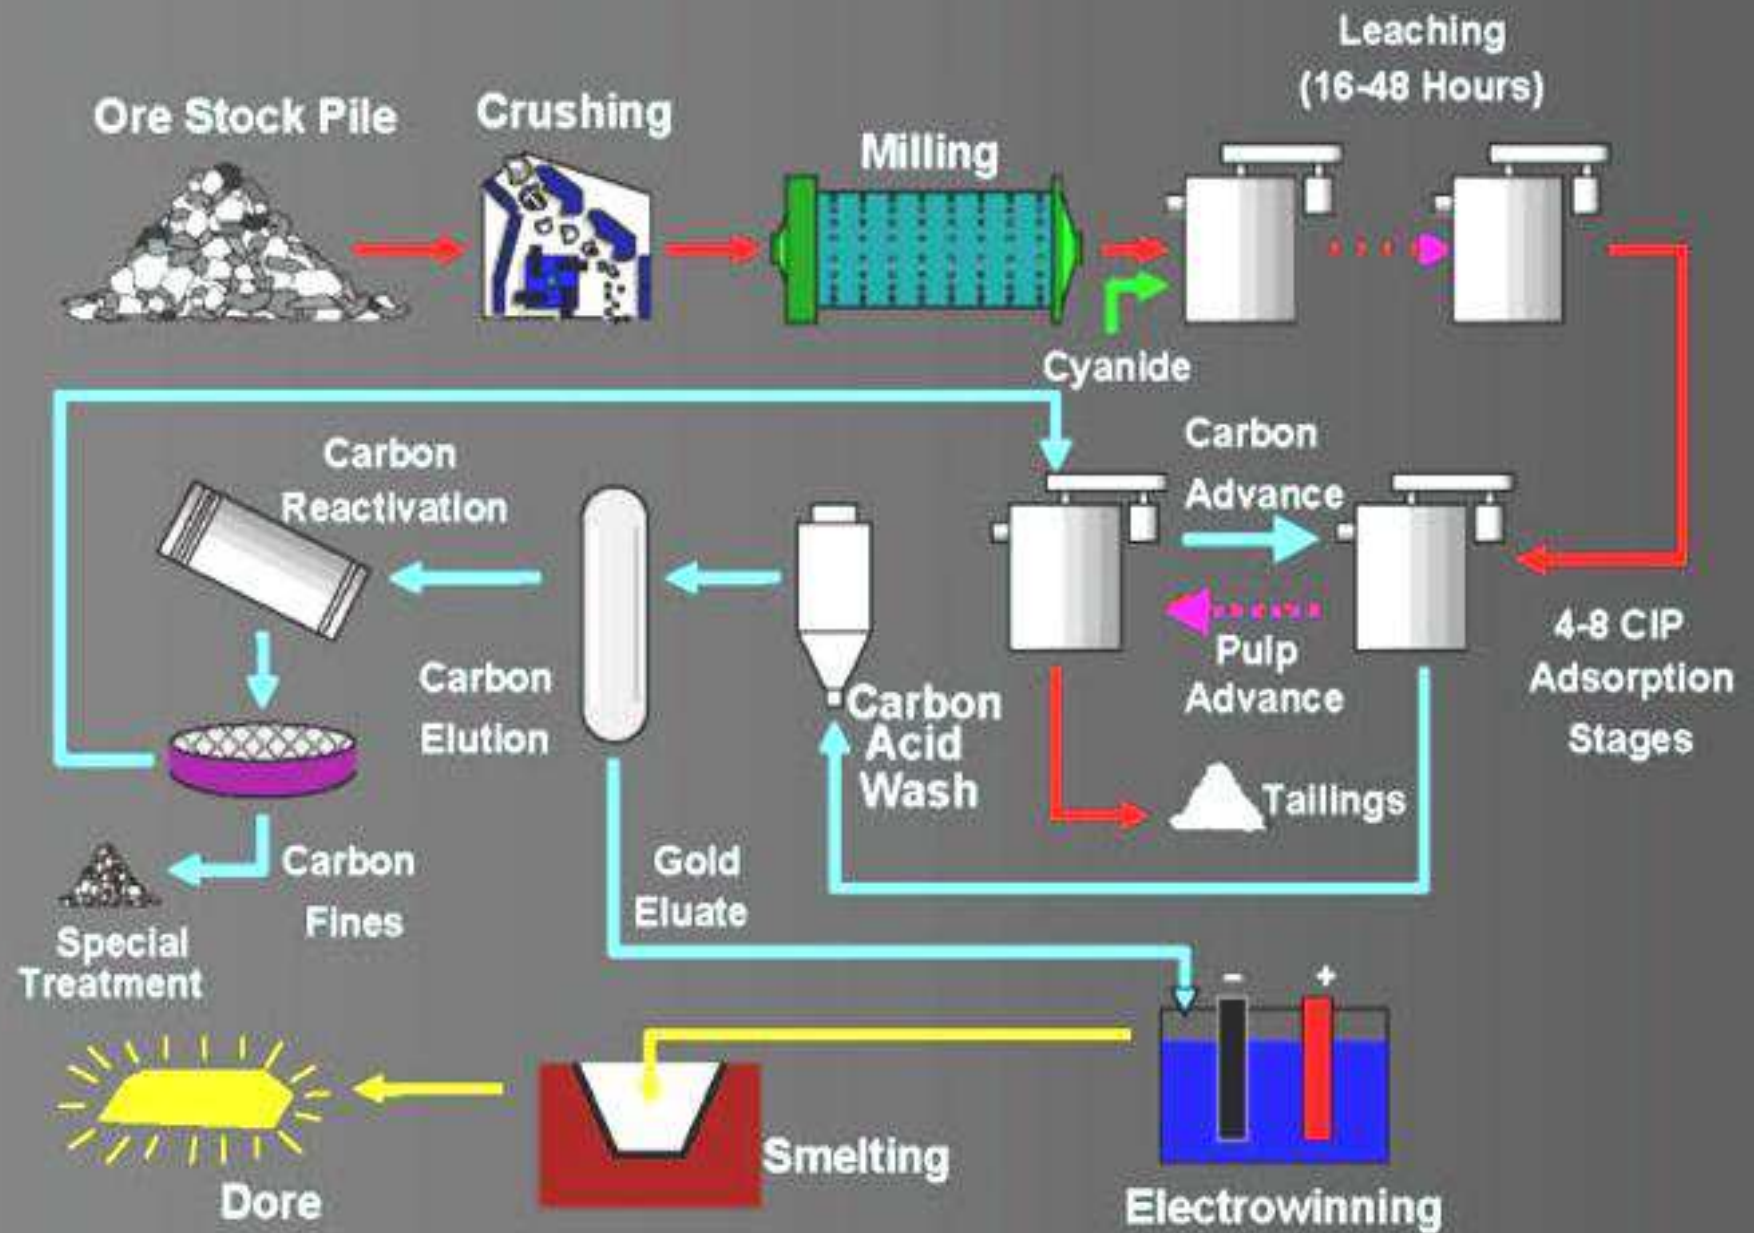 Leaching
(16-48 Hours)
Ore Stock Pile
Crushing
Milling
Cyanide
Carbon
Advance
Carbon
Reactivation
Pulp
Advance
4-8 CIP
Adsorption
Stages
Carbon
Elution
Carbon
Acid
Wash
Tailings
Carbon
Fines
Gold
Eluate
Special
Treatment
- +
Smelting
Dore
Electrowinning